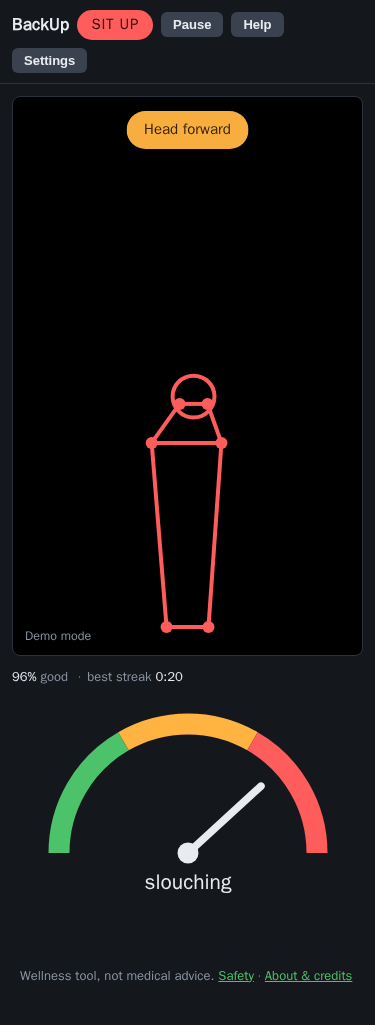 BackUp SIT UP Pause Help
Settings
Head forward
Demo mode
96% good · best streak 0:20
slouching
Wellness tool, not medical advice. Safety · About & credits